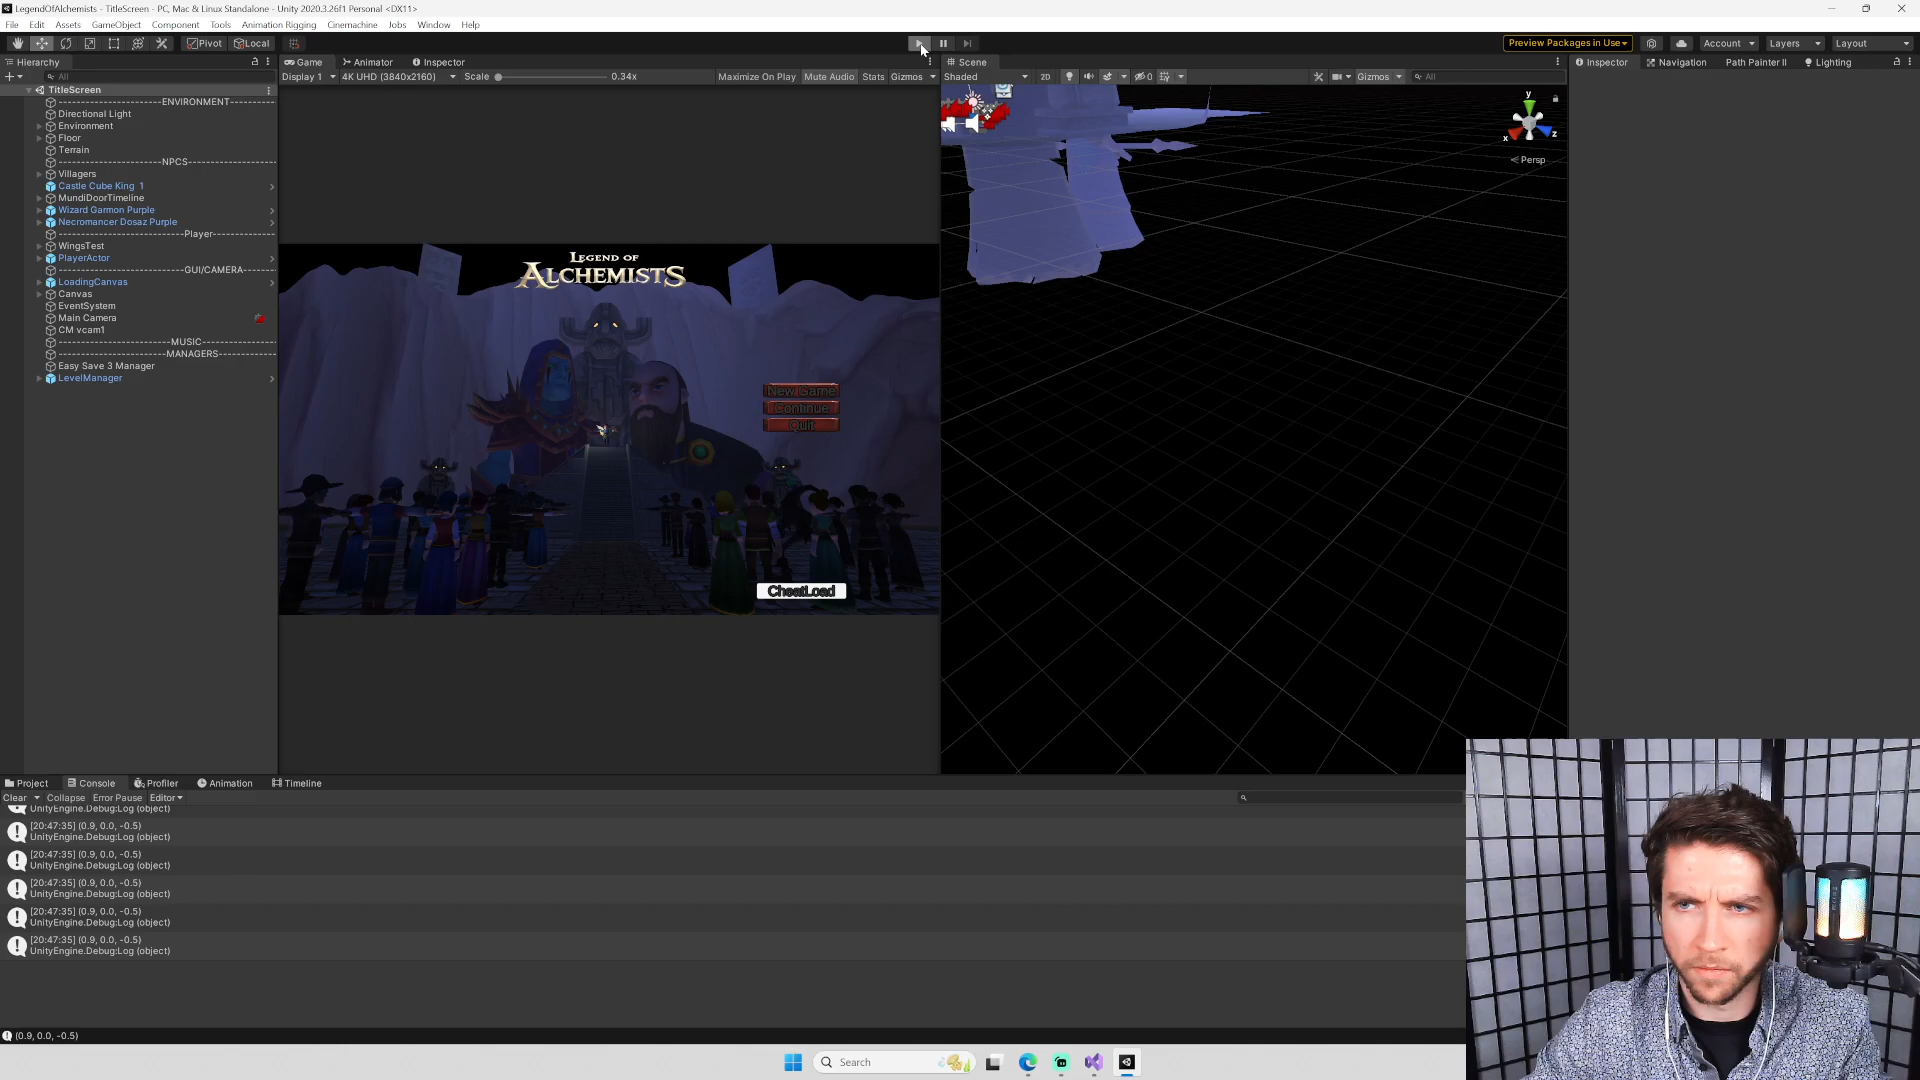 LegendOfAlchemists - TitleScreen - PC, Mac & Linux Standalone - Unity 2020.3.26f1 Personal <DX11>
File Edit Assets GameObject Component Tools Animation Rigging Cinemachine Jobs Window Help
Pivot Local Preview Packages in Use Account Layers Layout
Hierarchy Game Animator Inspector Scene Inspector Navigation Path Painter II Lighting
All Display 1 4K UHD (3840x2160) Scale 0.34x Maximize On Play Mute Audio Stats Gizmos Shaded 2D 0 Gizmos All
TitleScreen
--------------------ENVIRONMENT---------
Directional Light
Environment
Floor
Terrain
--------------------NPCS-----------------
Villagers
Castle Cube King 1
MundiDoorTimeline
Wizard Garmon Purple
Necromancer Dosaz Purple
------------------------Player-------------
WingsTest
PlayerActor
------------------------GUI/CAMERA------
LoadingCanvas
Canvas
EventSystem
Main Camera
CM vcam1
----------------------MUSIC--------------
---------------------MANAGERS-----------
Easy Save 3 Manager
LevelManager
LEGEND OF
ALCHEMISTS
New Game
Continue
Quit
CheatLoad
y
x
z
Persp
Project Console Profiler Animation Timeline
Clear Collapse Error Pause Editor
UnityEngine.Debug:Log (object)
[20:47:35] (0.9, 0.0, -0.5)
UnityEngine.Debug:Log (object)
[20:47:35] (0.9, 0.0, -0.5)
UnityEngine.Debug:Log (object)
[20:47:35] (0.9, 0.0, -0.5)
UnityEngine.Debug:Log (object)
[20:47:35] (0.9, 0.0, -0.5)
UnityEngine.Debug:Log (object)
[20:47:35] (0.9, 0.0, -0.5)
UnityEngine.Debug:Log (object)
(0.9, 0.0, -0.5)
Search